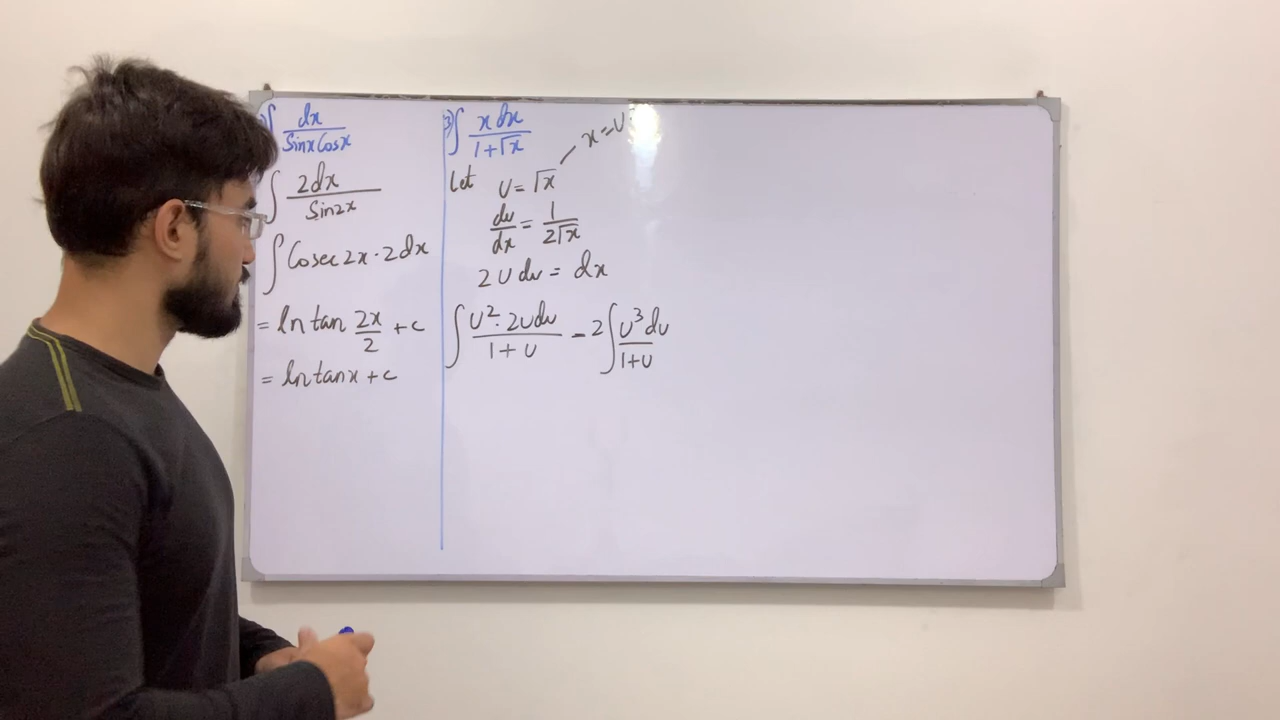 ∫ dx / Sinx Cosx
∫ 2dx / Sin2x
∫ Cosec 2x · 2dx
= ln tan 2x/2 + c
= ln tanx + c
∫ x dx / 1+√x
Let U = √x
x = U
du/dx = 1/2√x
2U du = dx
∫ U² · 2U du / 1+U = 2∫ U³ du / 1+U